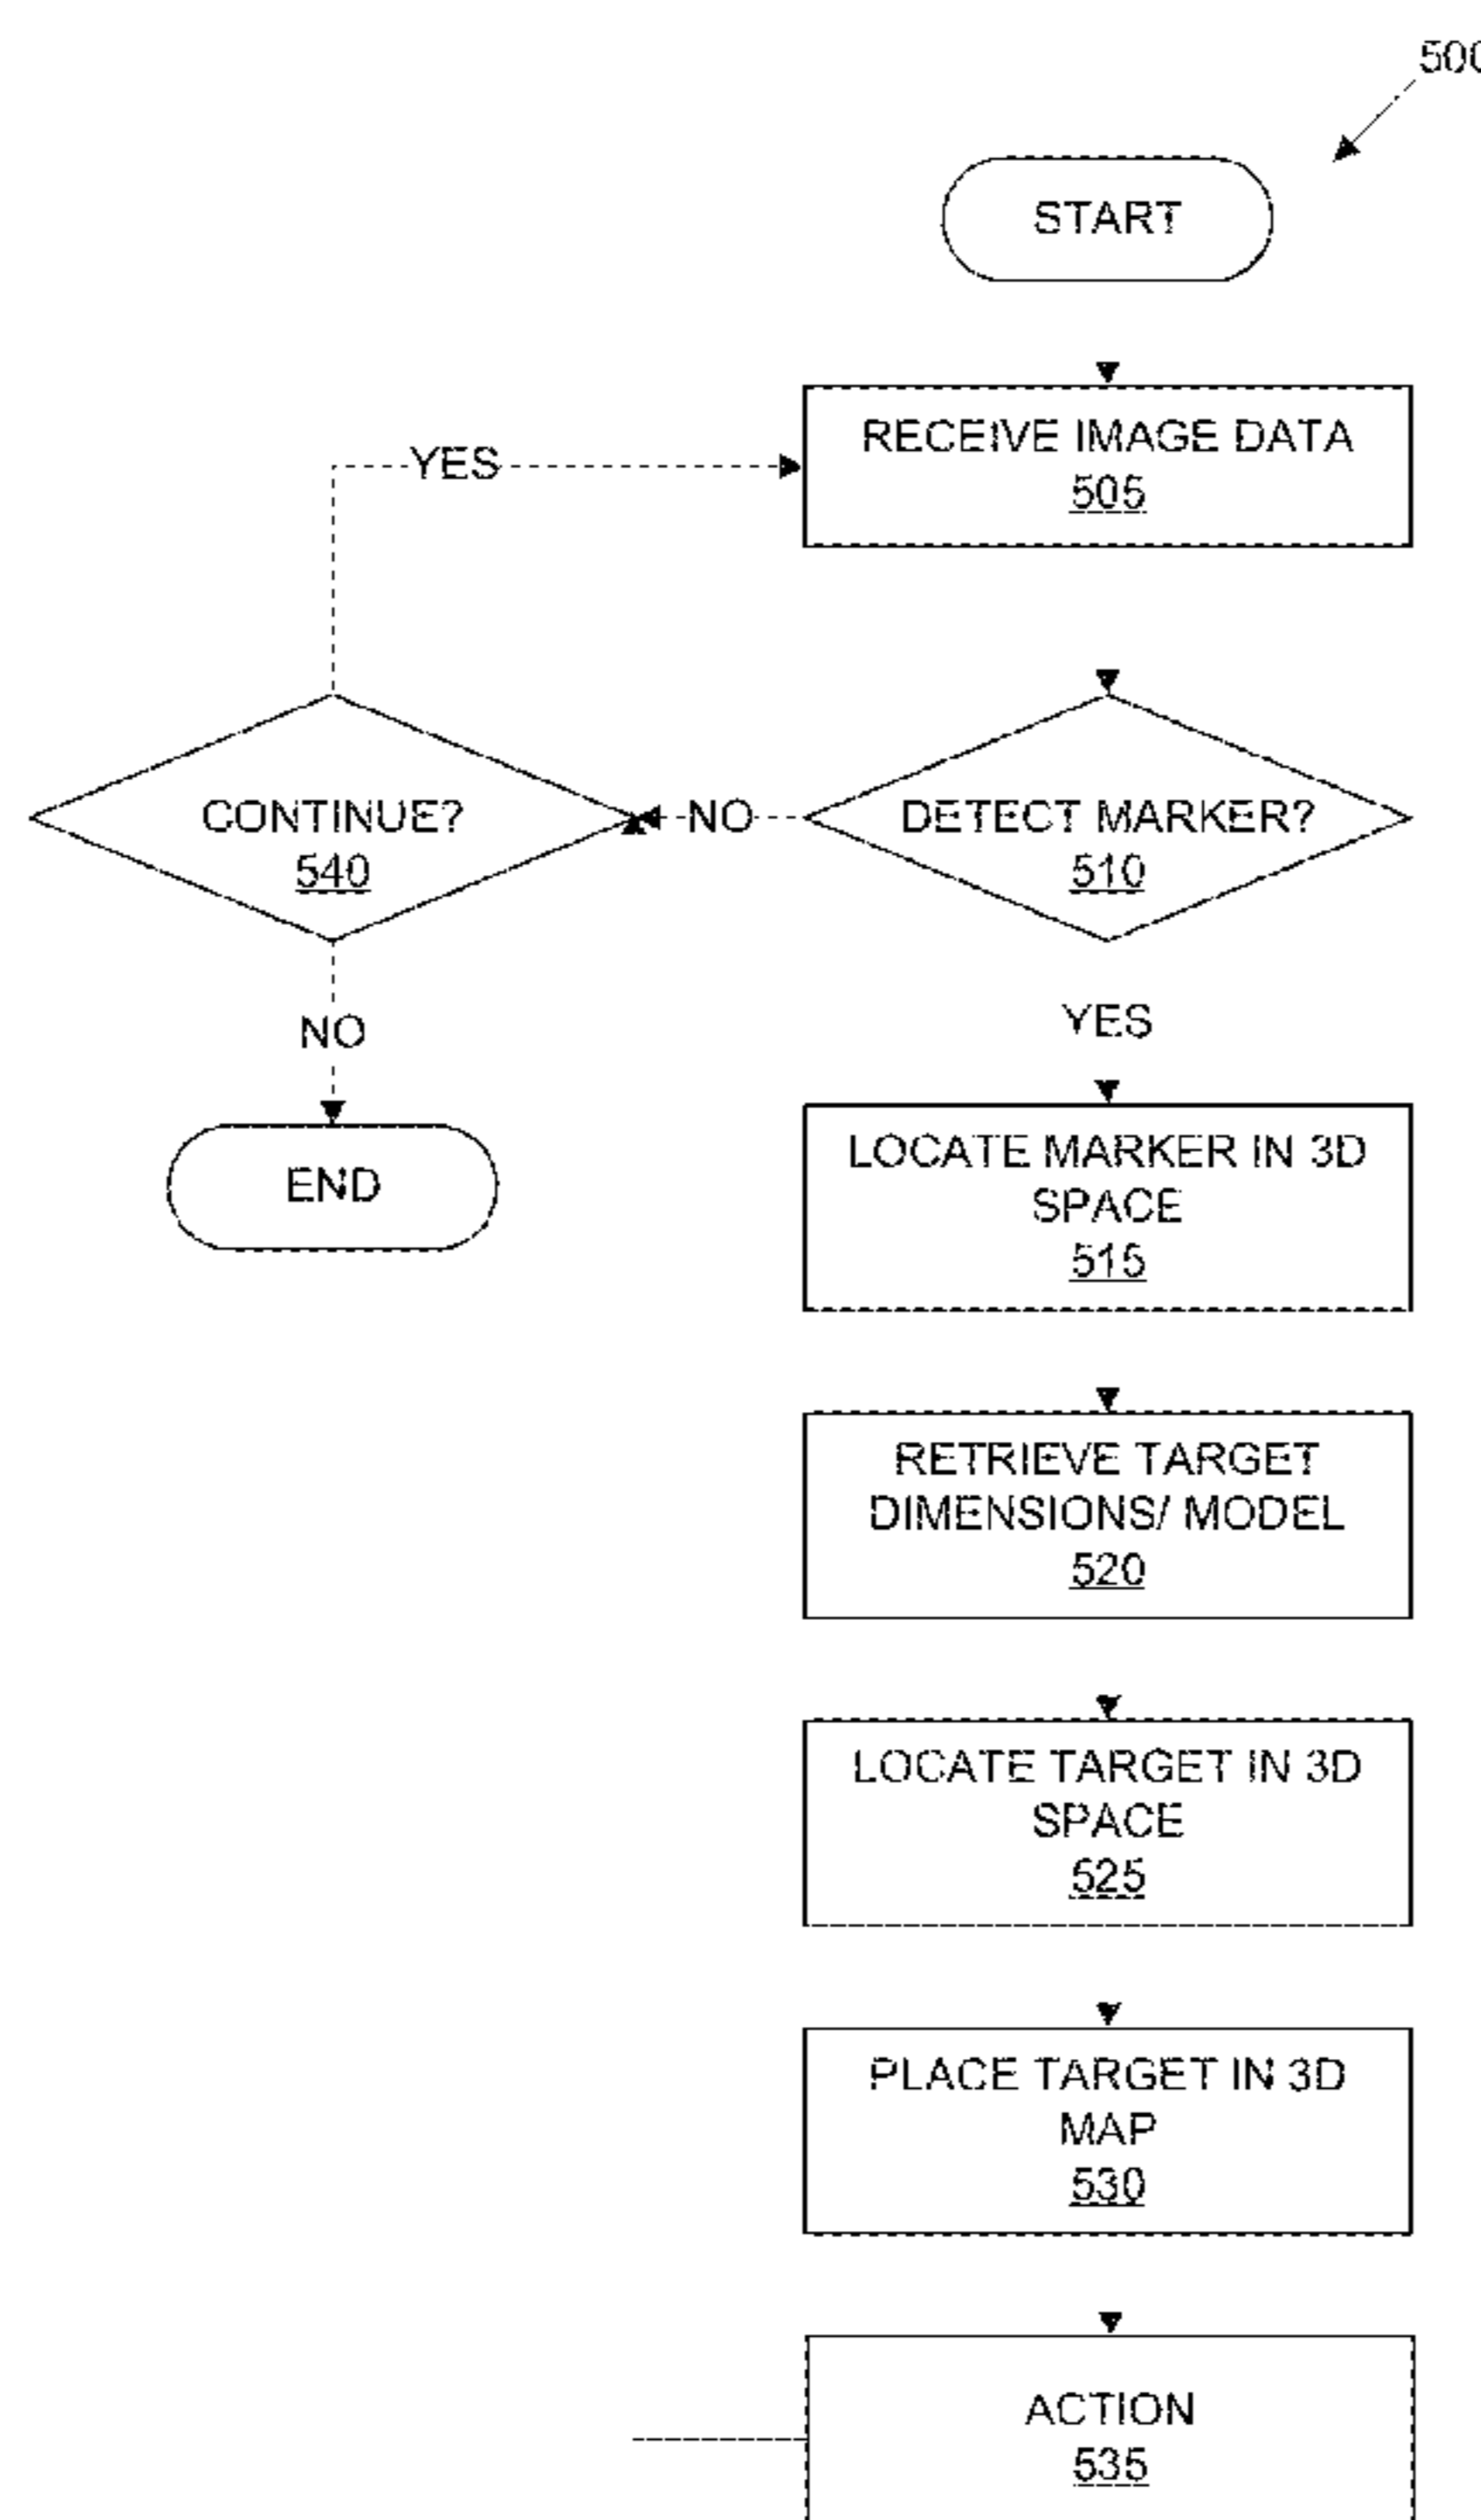 500
START
RECEIVE IMAGE DATA
505
YES
CONTINUE?
540
NO
DETECT MARKER?
510
NO
YES
END
LOCATE MARKER IN 3D
SPACE
515
RETRIEVE TARGET
DIMENSIONS/ MODEL
520
LOCATE TARGET IN 3D
SPACE
525
PLACE TARGET IN 3D
MAP
530
ACTION
535